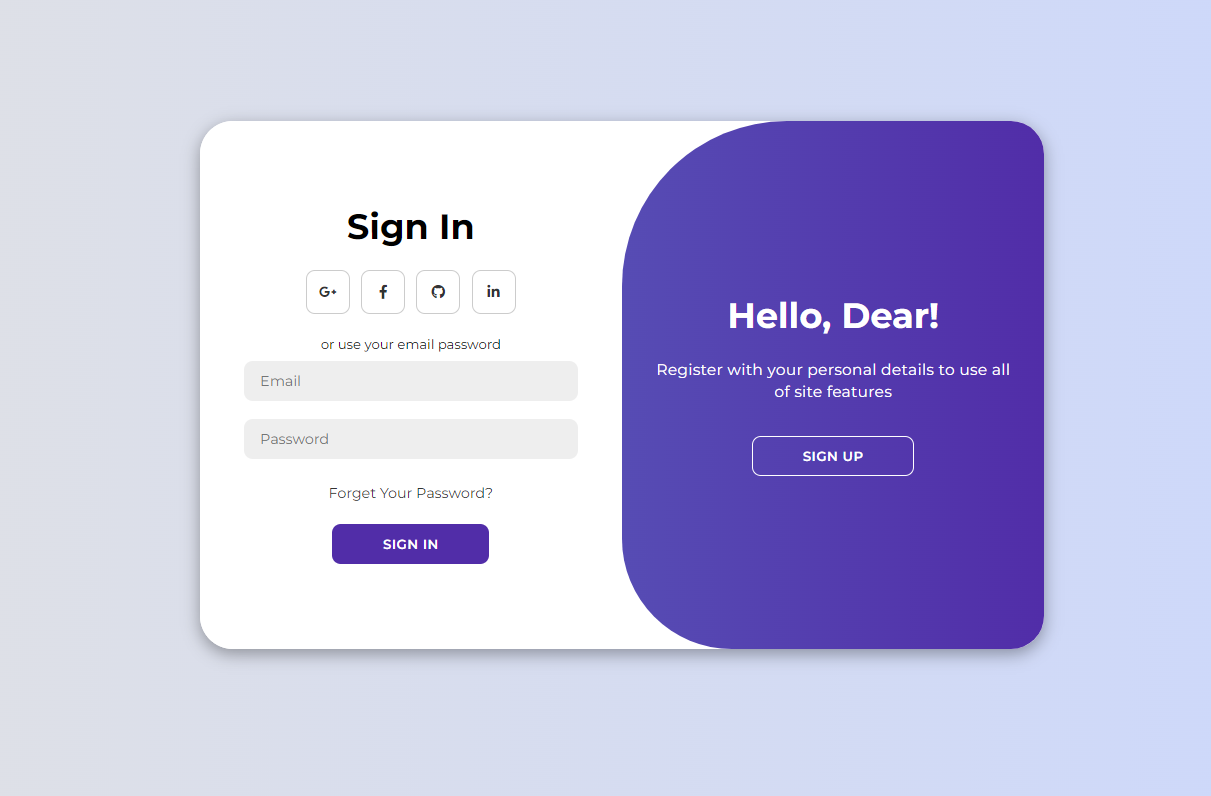 Sign In
G+
f
in
or use your email password
Email
Password
Forget Your Password?
SIGN IN
Hello, Dear!
Register with your personal details to use all
of site features
SIGN UP